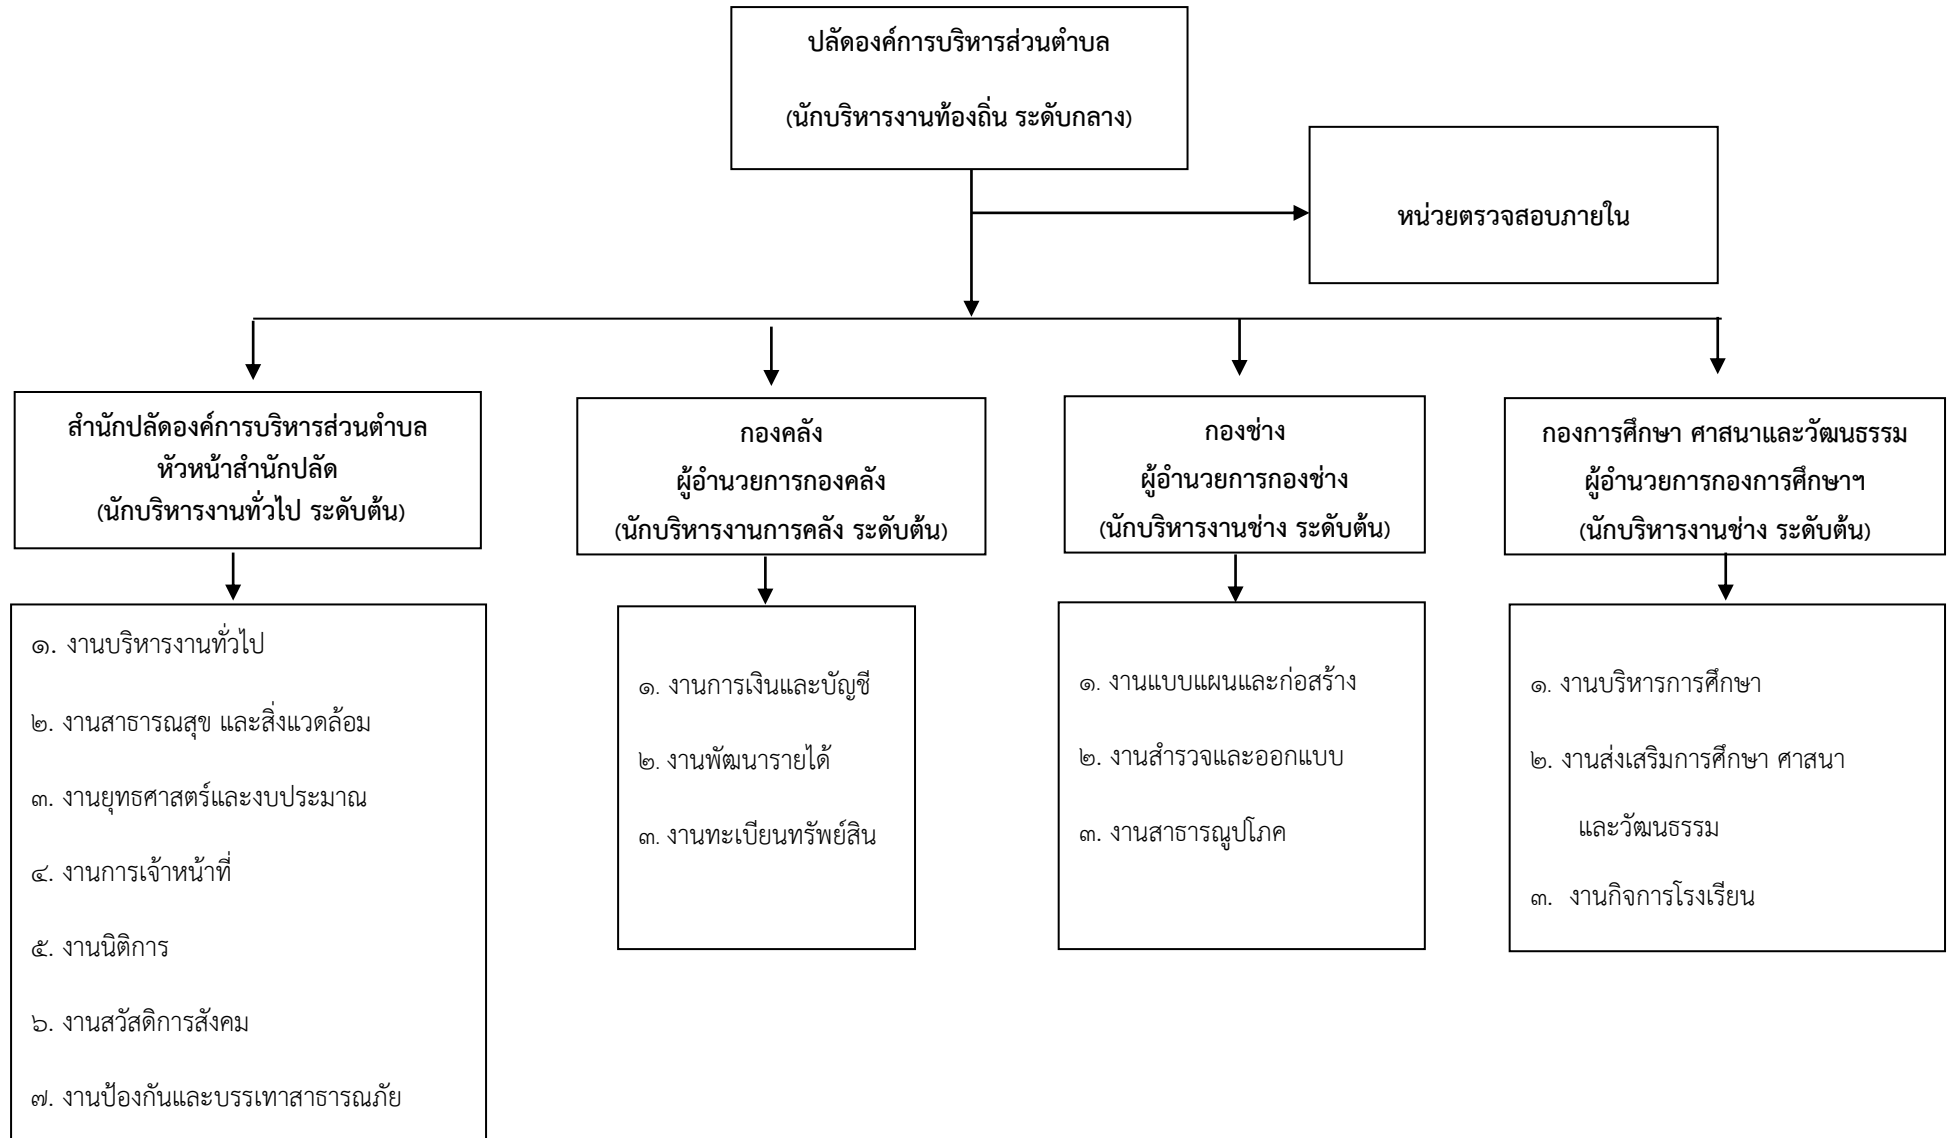 ปลัดองค์การบริหารส่วนตำบล
(นักบริหารงานท้องถิ่น ระดับกลาง)
หน่วยตรวจสอบภายใน
สำนักปลัดองค์การบริหารส่วนตำบล
หัวหน้าสำนักปลัด
(นักบริหารงานทั่วไป ระดับต้น)
กองคลัง
ผู้อำนวยการกองคลัง
(นักบริหารงานการคลัง ระดับต้น)
กองช่าง
ผู้อำนวยการกองช่าง
(นักบริหารงานช่าง ระดับต้น)
กองการศึกษา ศาสนาและวัฒนธรรม
ผู้อำนวยการกองการศึกษาฯ
(นักบริหารงานช่าง ระดับต้น)
๑. งานบริหารงานทั่วไป
๒. งานสาธารณสุข และสิ่งแวดล้อม
๓. งานยุทธศาสตร์และงบประมาณ
๔. งานการเจ้าหน้าที่
๕. งานนิติการ
๖. งานสวัสดิการสังคม
๗. งานป้องกันและบรรเทาสาธารณภัย
๑. งานการเงินและบัญชี
๒. งานพัฒนารายได้
๓. งานทะเบียนทรัพย์สิน
๑. งานแบบแผนและก่อสร้าง
๒. งานสำรวจและออกแบบ
๓. งานสาธารณูปโภค
๑. งานบริหารการศึกษา
๒. งานส่งเสริมการศึกษา ศาสนา
และวัฒนธรรม
๓. งานกิจการโรงเรียน